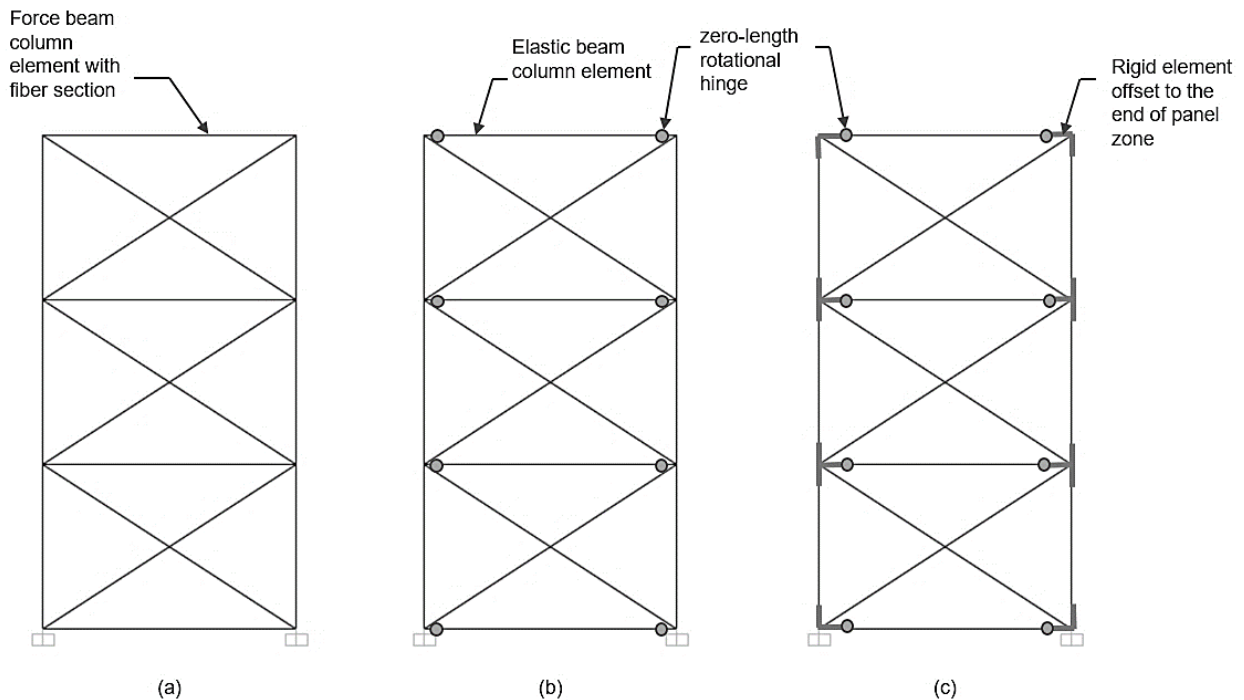 Force beam
column
element with
fiber section
Elastic beam
column element
zero-length
rotational
hinge
Rigid element
offset to the
end of panel
zone
(a)
(b)
(c)